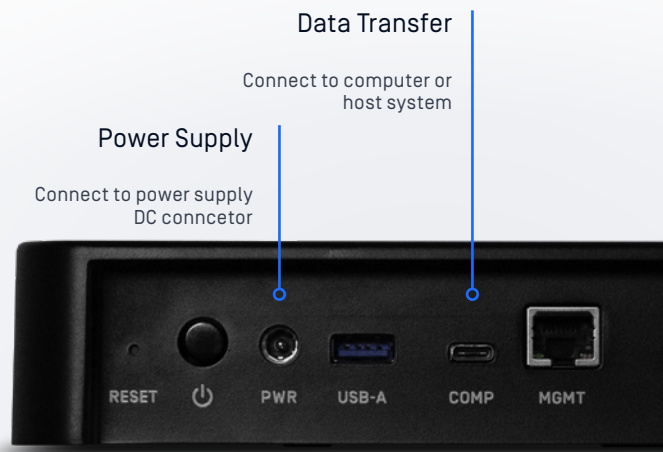 Data Transfer
Connect to computer or
host system
Power Supply
Connect to power supply
DC conncetor
RESET PWR USB-A COMP MGMT